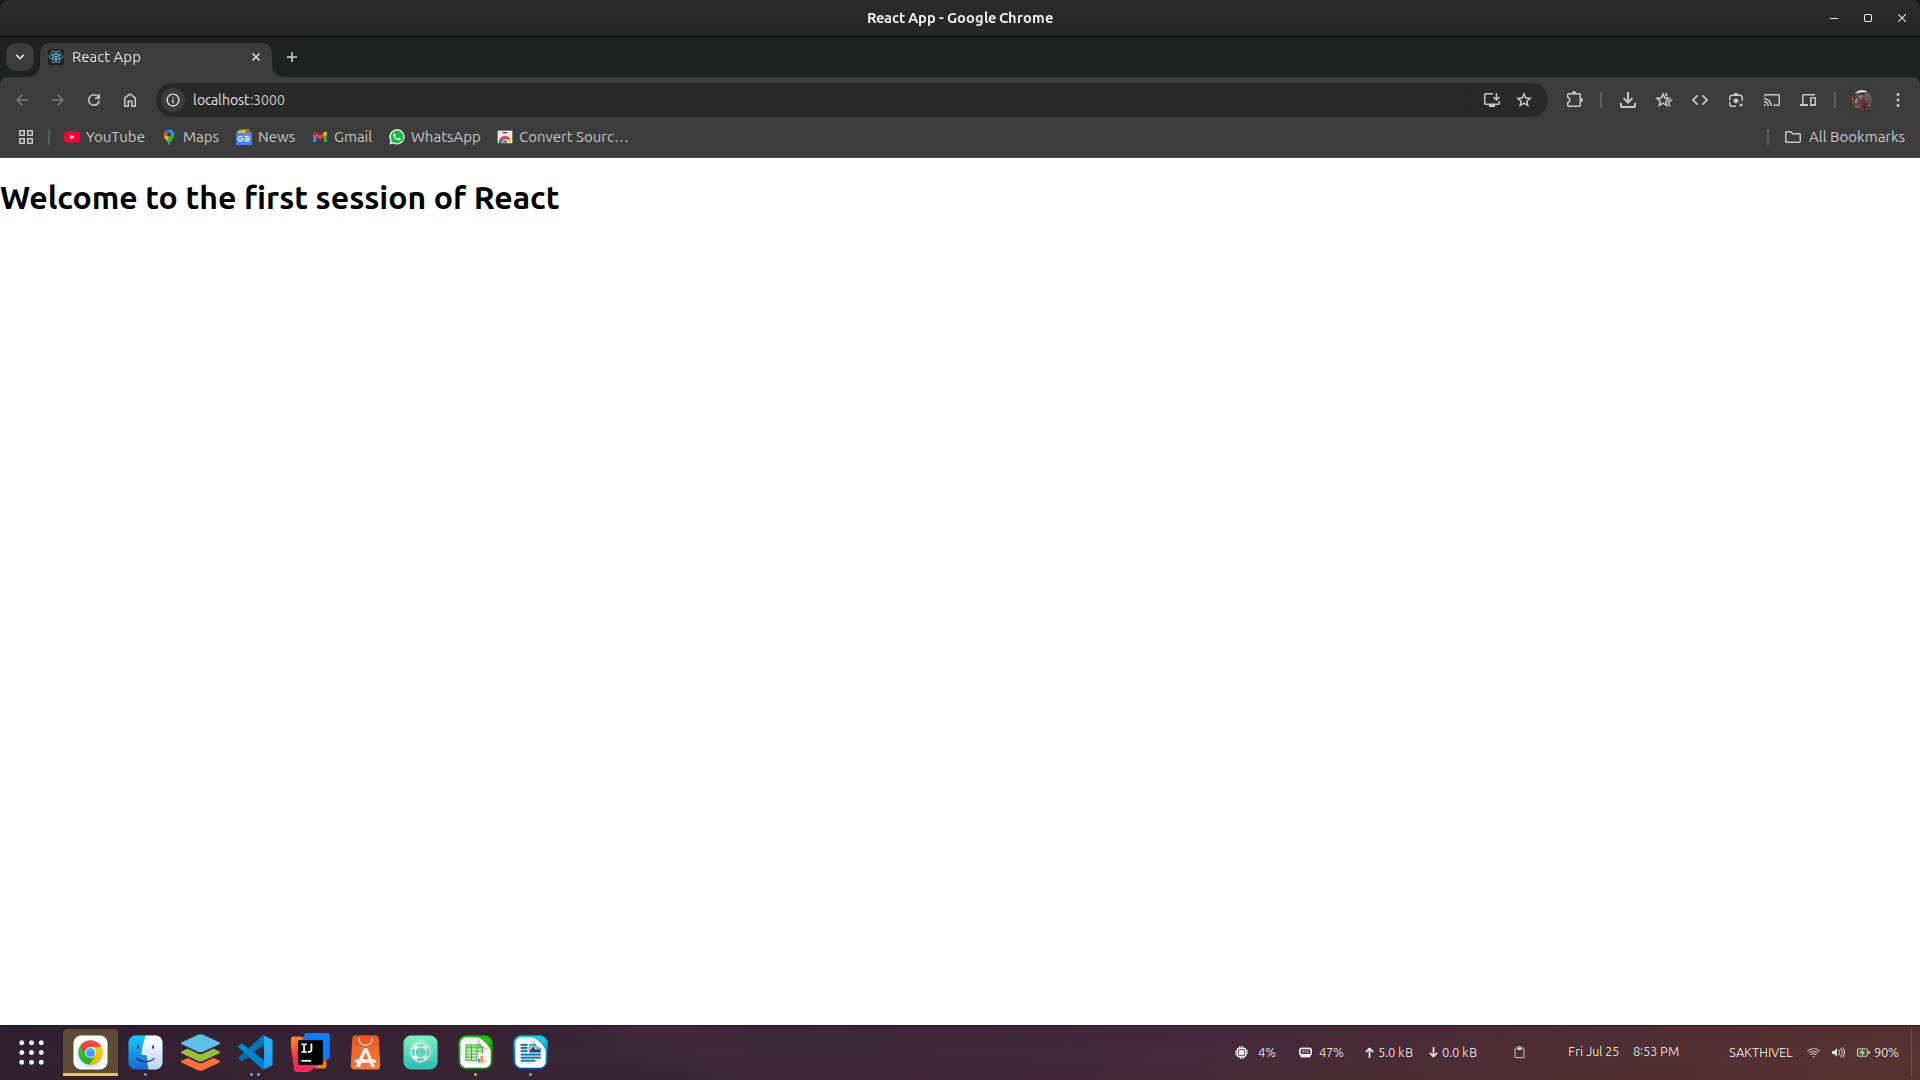 React App - Google Chrome
React App
localhost:3000
YouTube
Maps
News
Gmail
WhatsApp
Convert Sourc...
All Bookmarks
Welcome to the first session of React
4%
47%
5.0 kB
0.0 kB
Fri Jul 25
8:53 PM
SAKTHIVEL
90%